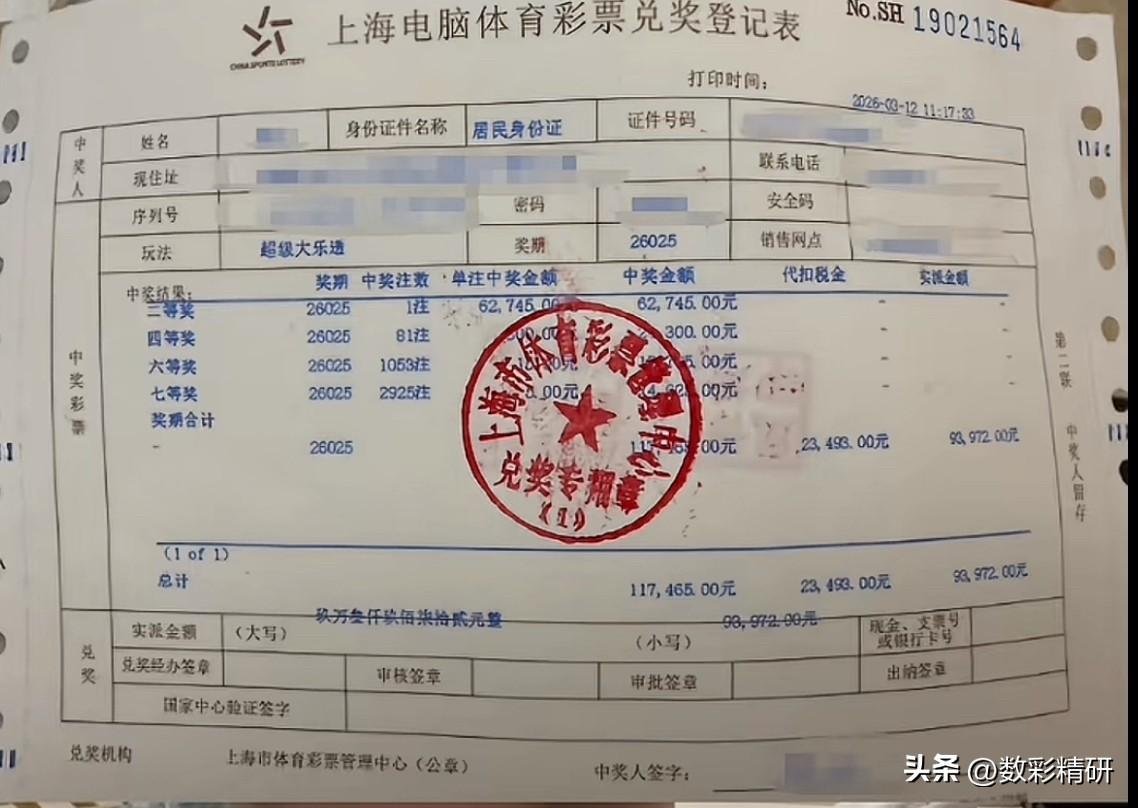 CHINA SPORTS LOTTERY
上海电脑体育彩票兑奖登记表
No.SH 19021564
打印时间: 2026-03-12 11:17:33
中奖人
姓名 身份证件名称 居民身份证 证件号码
现住址 联系电话
序列号 密码 安全码
玩法 超级大乐透 奖期 26025 销售网点
中奖彩票
中奖结果: 奖期 中奖注数 单注中奖金额 中奖金额 代扣税金 实派金额
二等奖 26025 1注 62,745.00元 62,745.00元 - -
四等奖 26025 81注 300.00元 - -
六等奖 26025 1053注 - -
七等奖 26025 2925注 5.00元 - -
奖期合计
- 26025 23,493.00元 93,972.00元
上海市体育彩票管理中心
兑奖专用章
(1)
(1 of 1)
总计 117,465.00元 23,493.00元 93,972.00元
兑奖
实派金额 (大写) 玖万叁仟玖佰柒拾贰元整 (小写) 93,972.00元 现金、支票号或银行卡号
兑奖经办签章 审核签章 审批签章 出纳签章
国家中心验证签字
兑奖机构 上海市体育彩票管理中心(公章) 中奖人签字:
第二联 中奖人留存
头条 @数彩精研